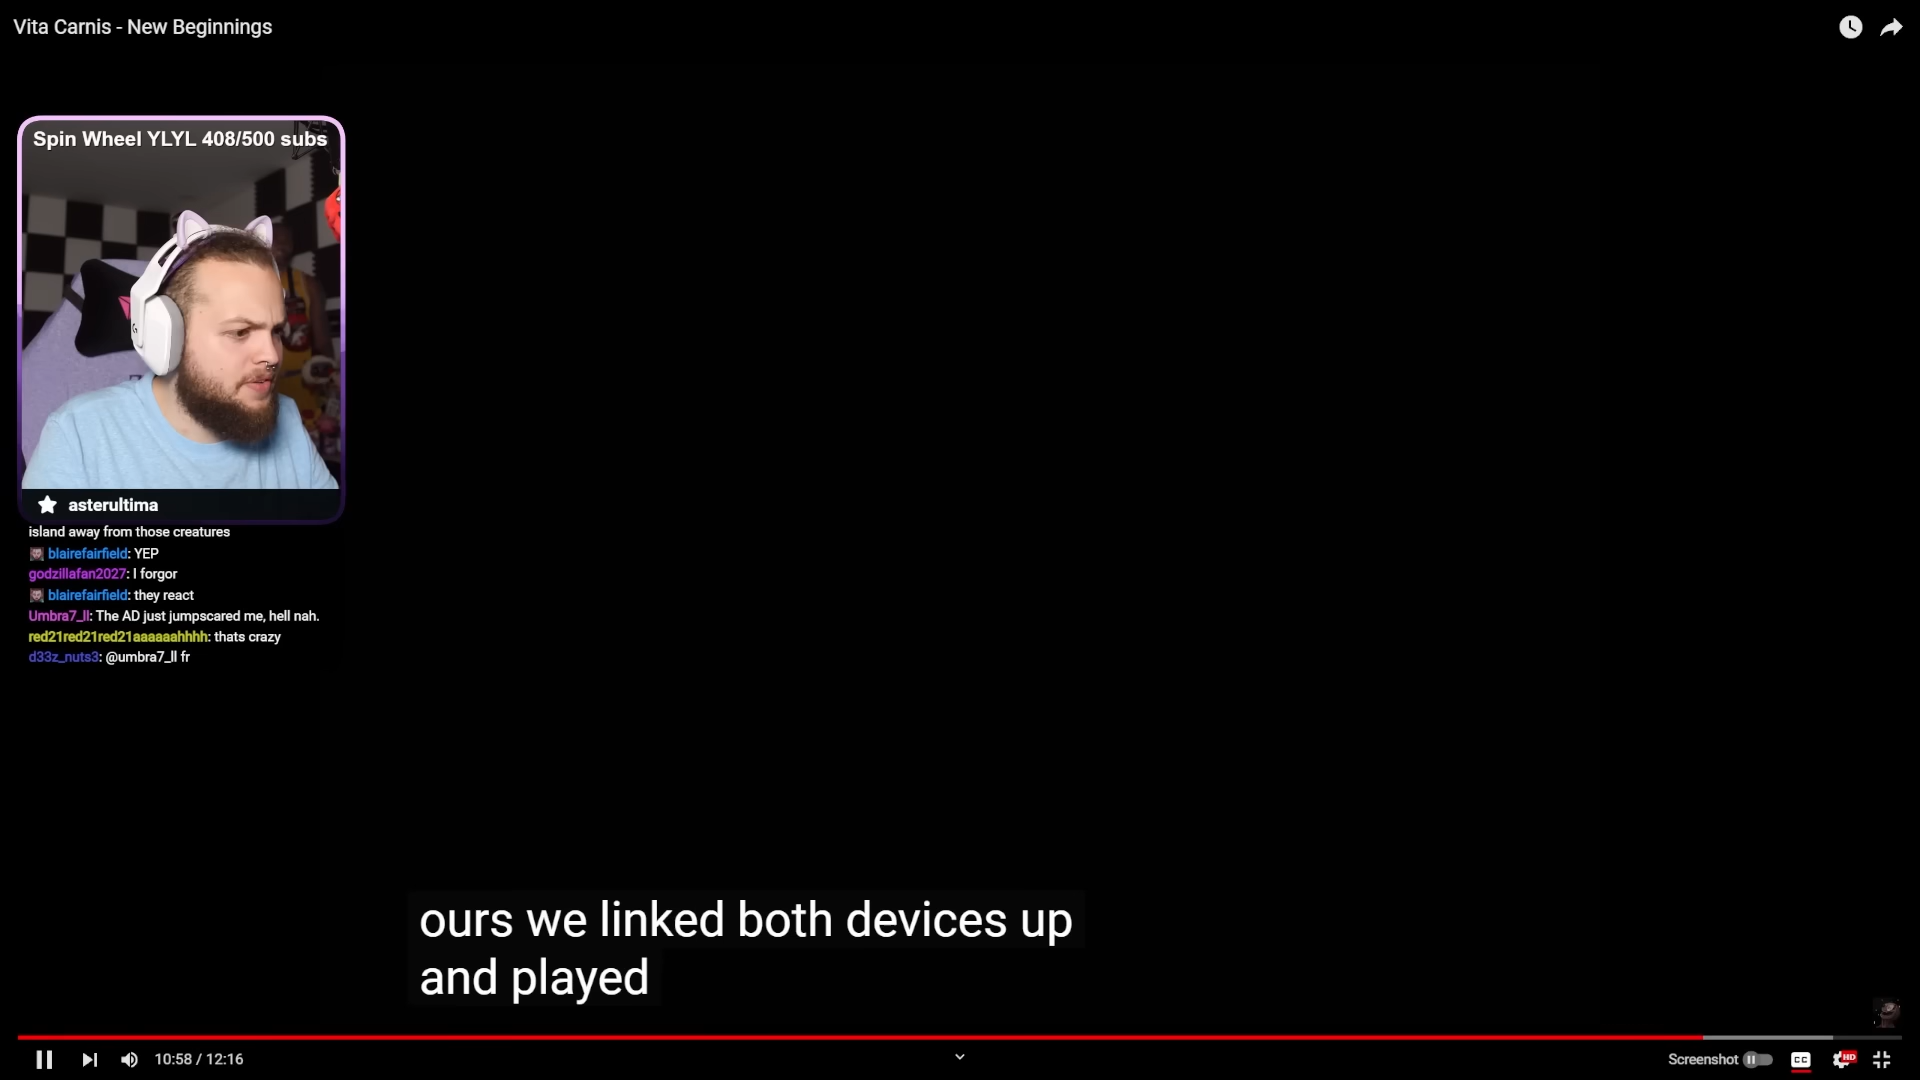 Vita Carnis - New Beginnings
Spin Wheel YLYL 408/500 subs
asterultima
island away from those creatures
blairefairfield: YEP
godzillafan2027: I forgor
blairefairfield: they react
Umbra7_ll: The AD just jumpscared me, hell nah.
red21red21red21aaaaaahhhh: thats crazy
d33z_nuts3: @umbra7_ll fr
ours we linked both devices up
and played
10:58 / 12:16
Screenshot
CC
HD